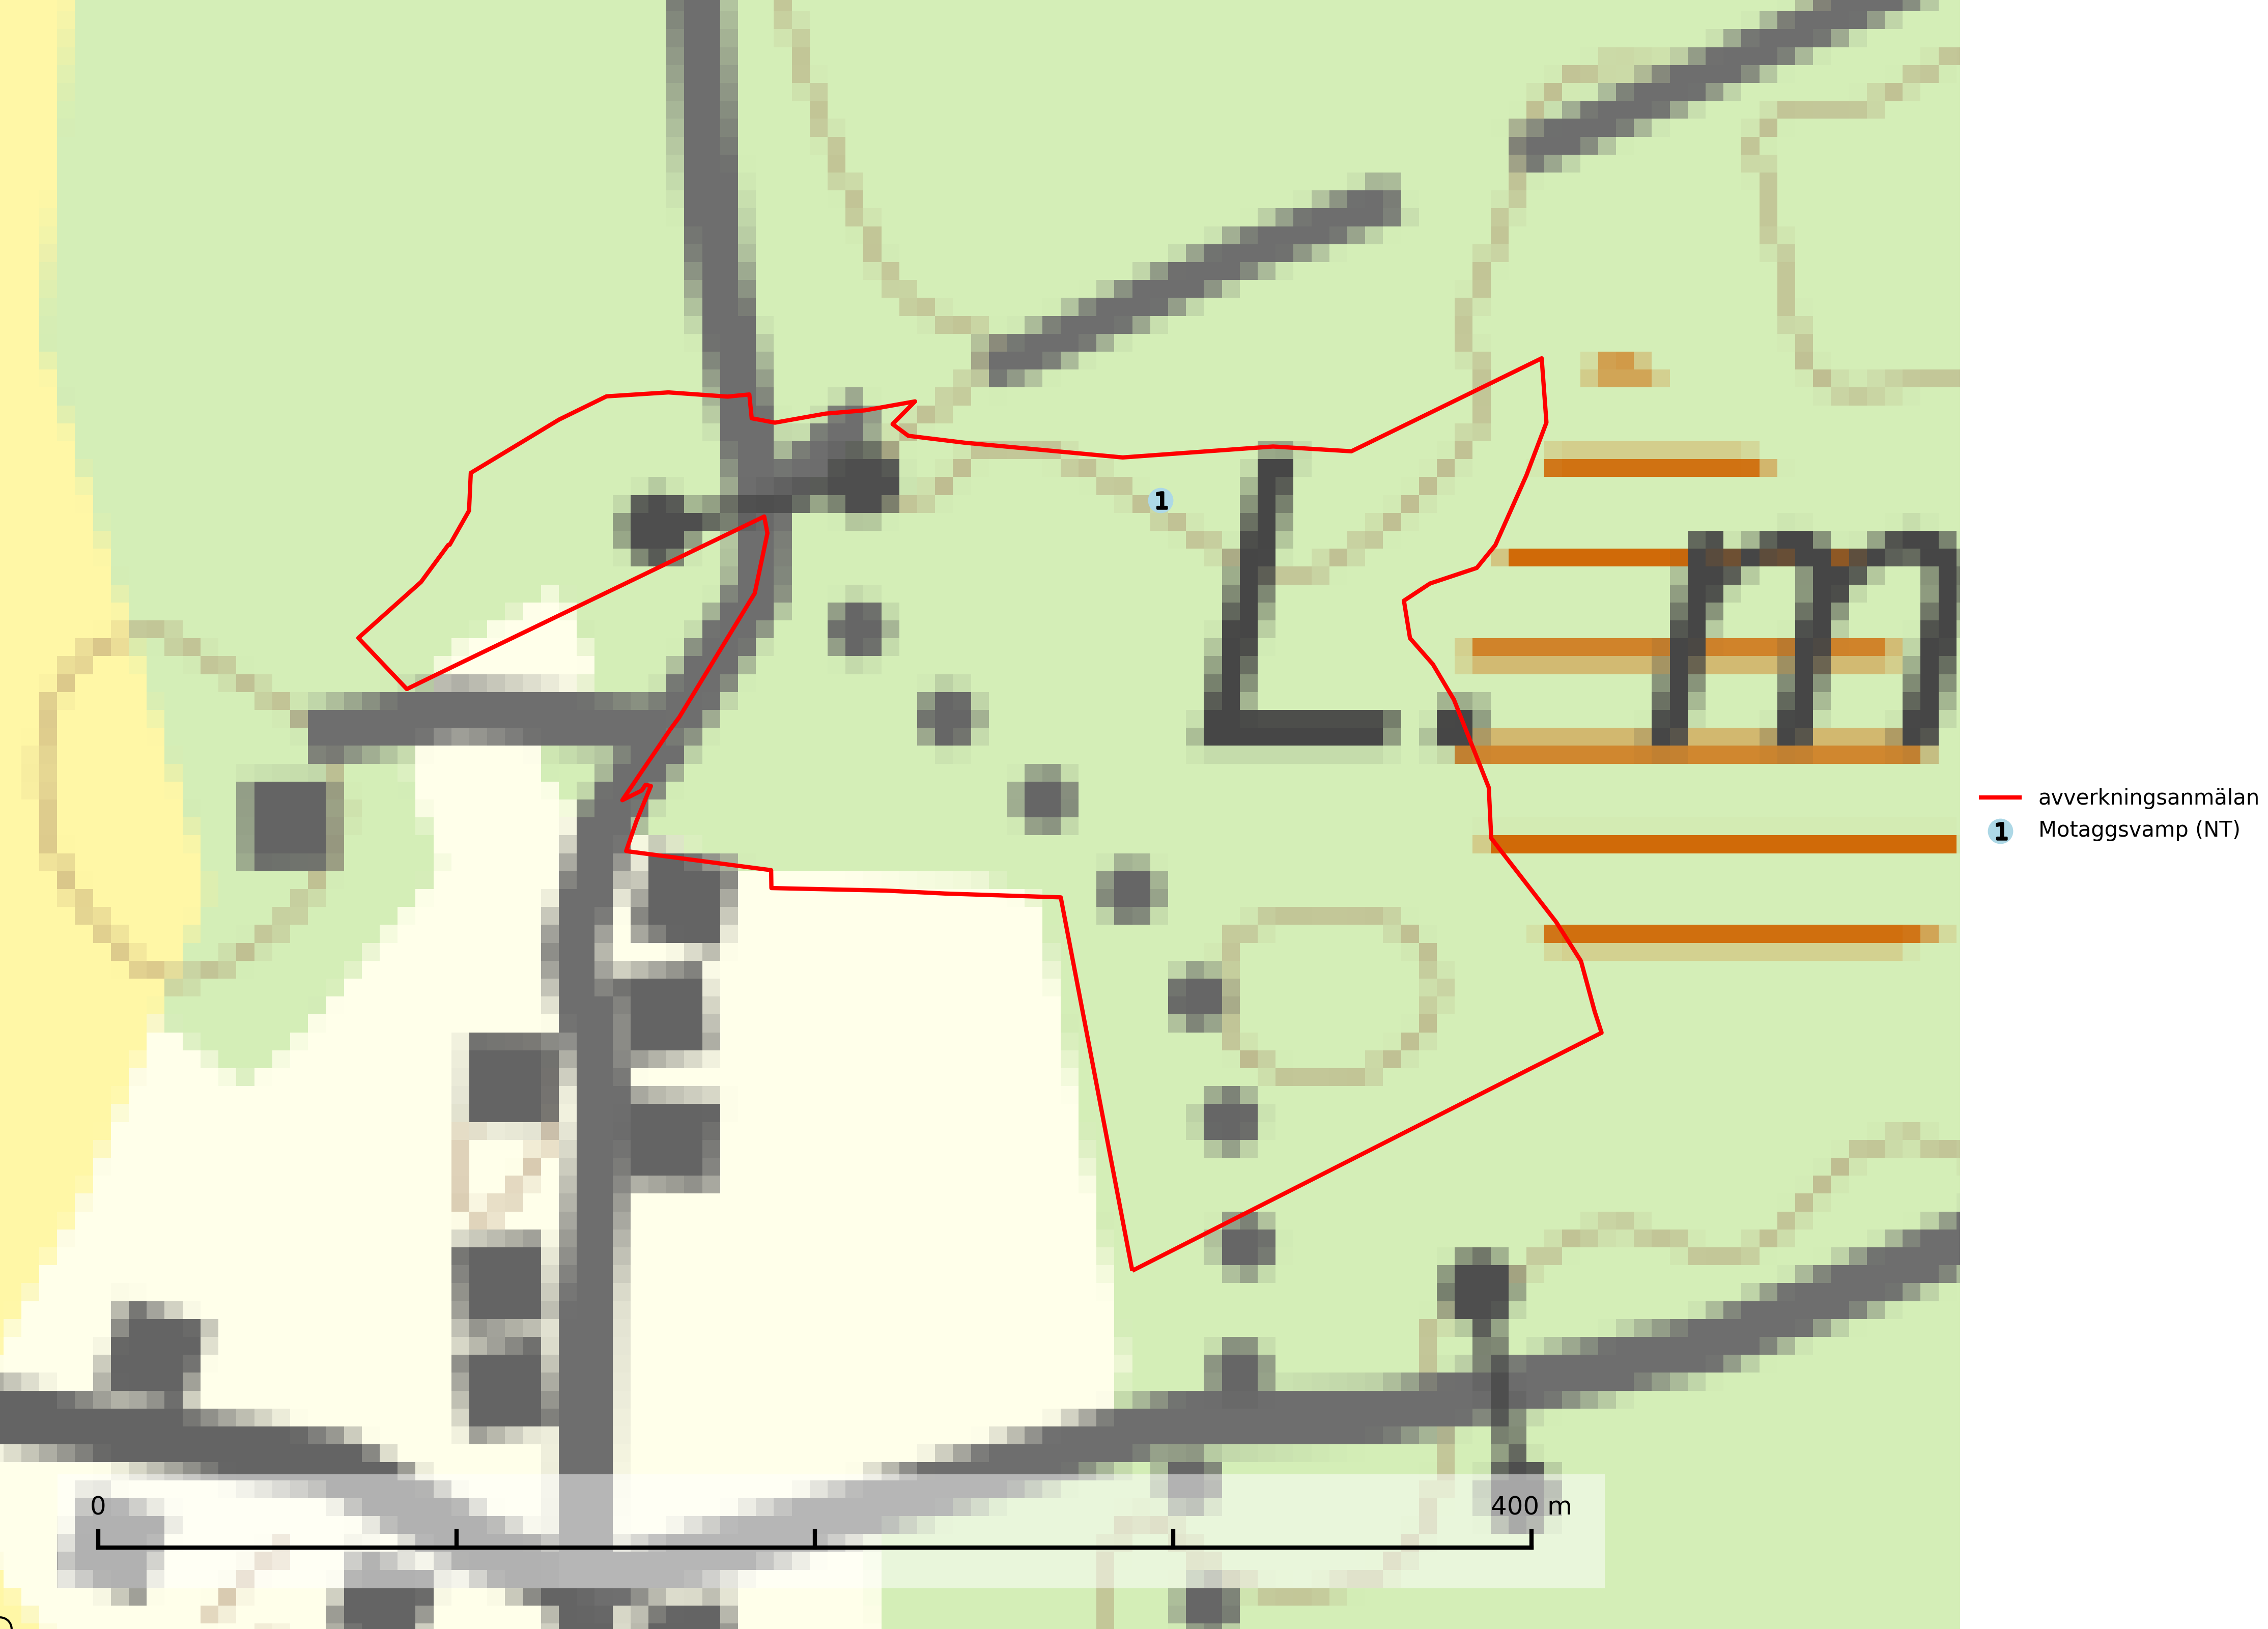 1
L. m
avverkningsanmälan
1 Motaggsvamp (NT)
0 400 m